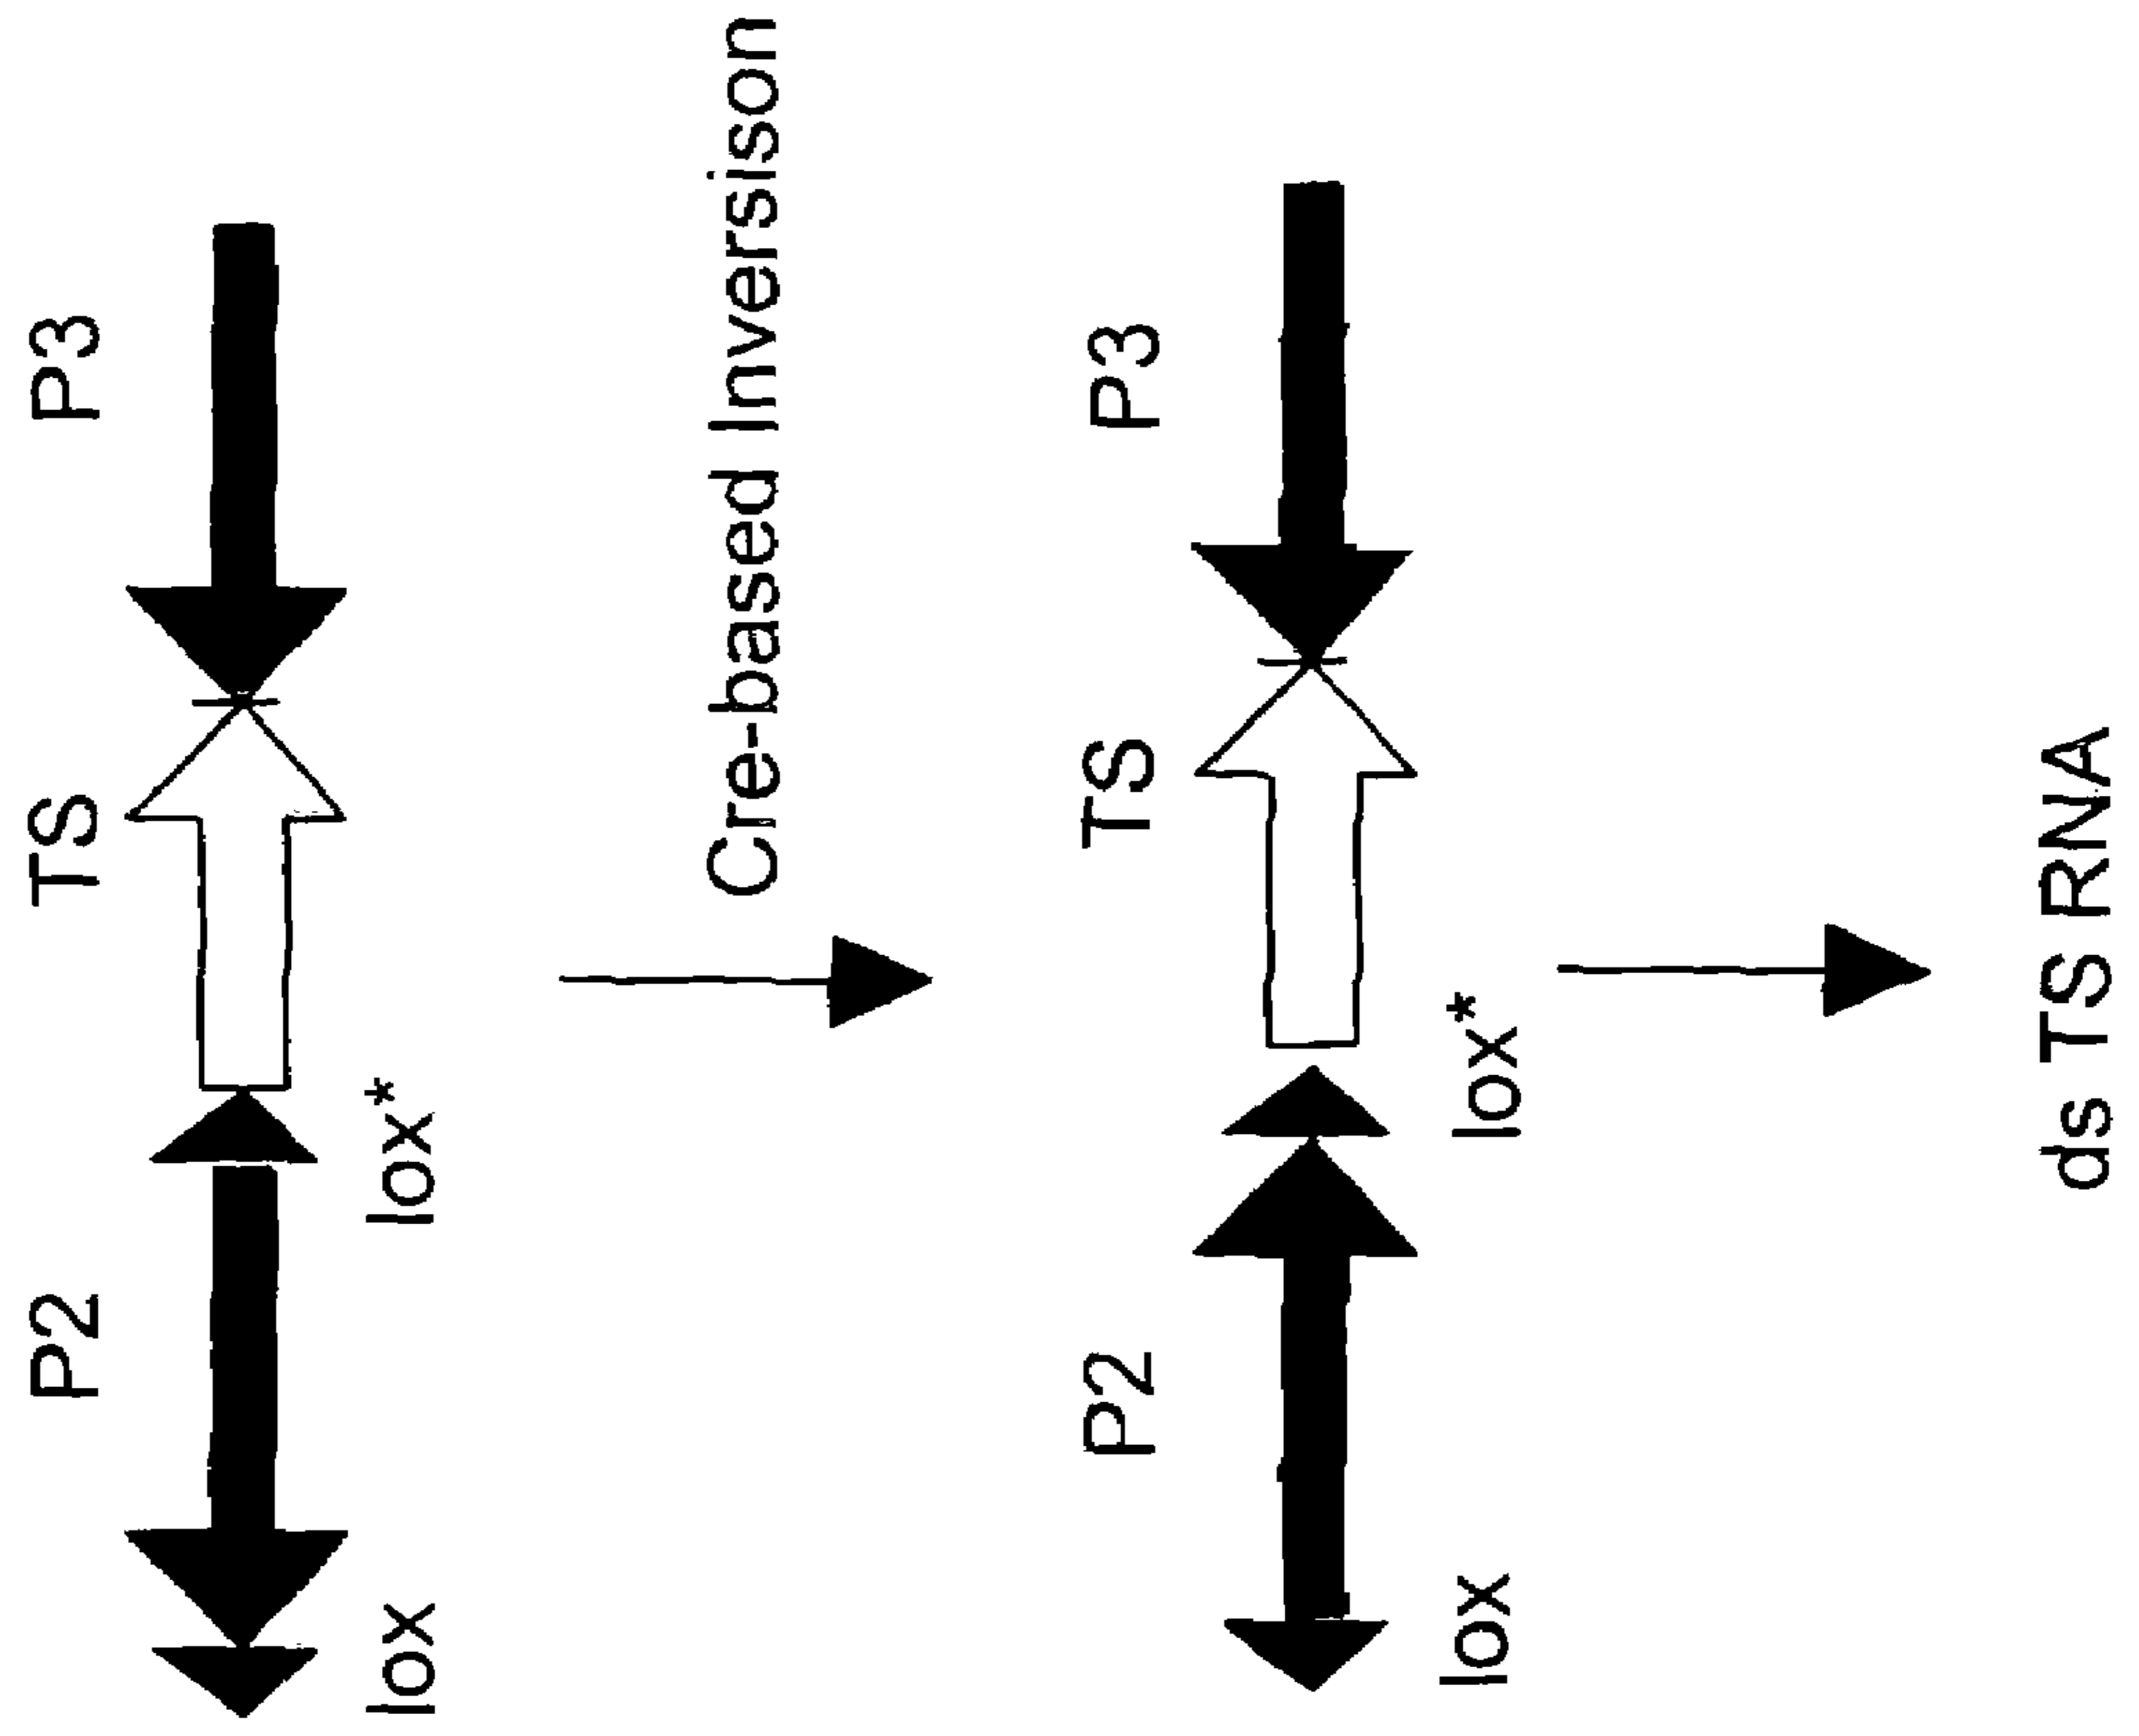 P2 TS P3
lox lox*
Cre-based Inversison
P2 TS P3
lox lox*
ds TS RNA